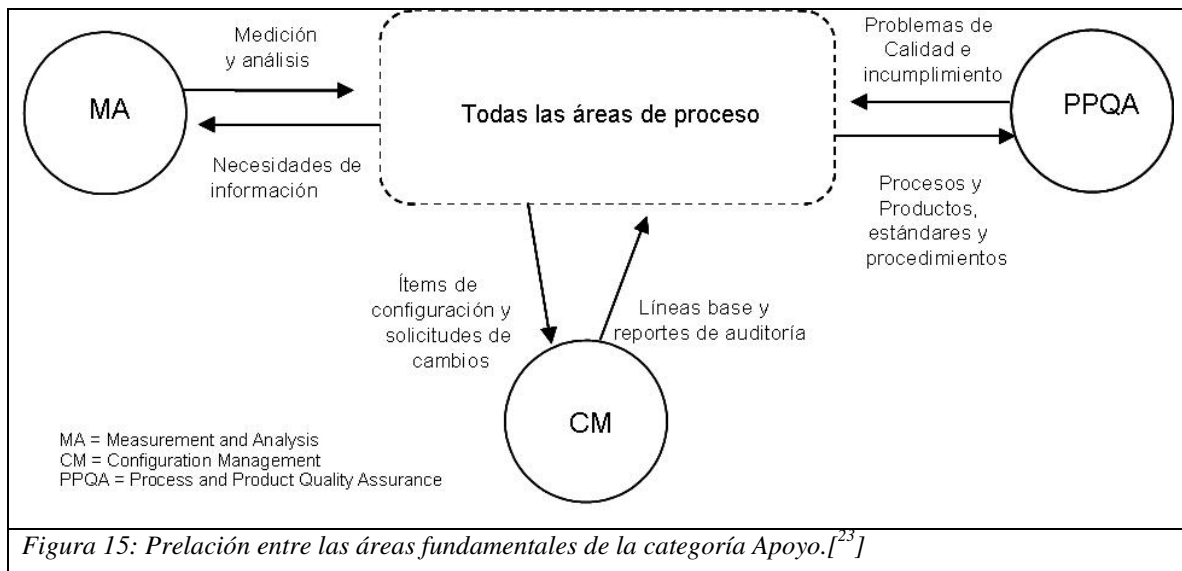 Medición
y análisis
MA
Necesidades de
información
Todas las áreas de proceso
Problemas de
Calidad e
incumplimiento
PPQA
Procesos y
Productos,
estándares y
procedimientos
Ítems de
configuración y
solicitudes de
cambios
Líneas base y
reportes de auditoría
CM
MA = Measurement and Analysis
CM = Configuration Management
PPQA = Process and Product Quality Assurance
Figura 15: Prelación entre las áreas fundamentales de la categoría Apoyo.[23]